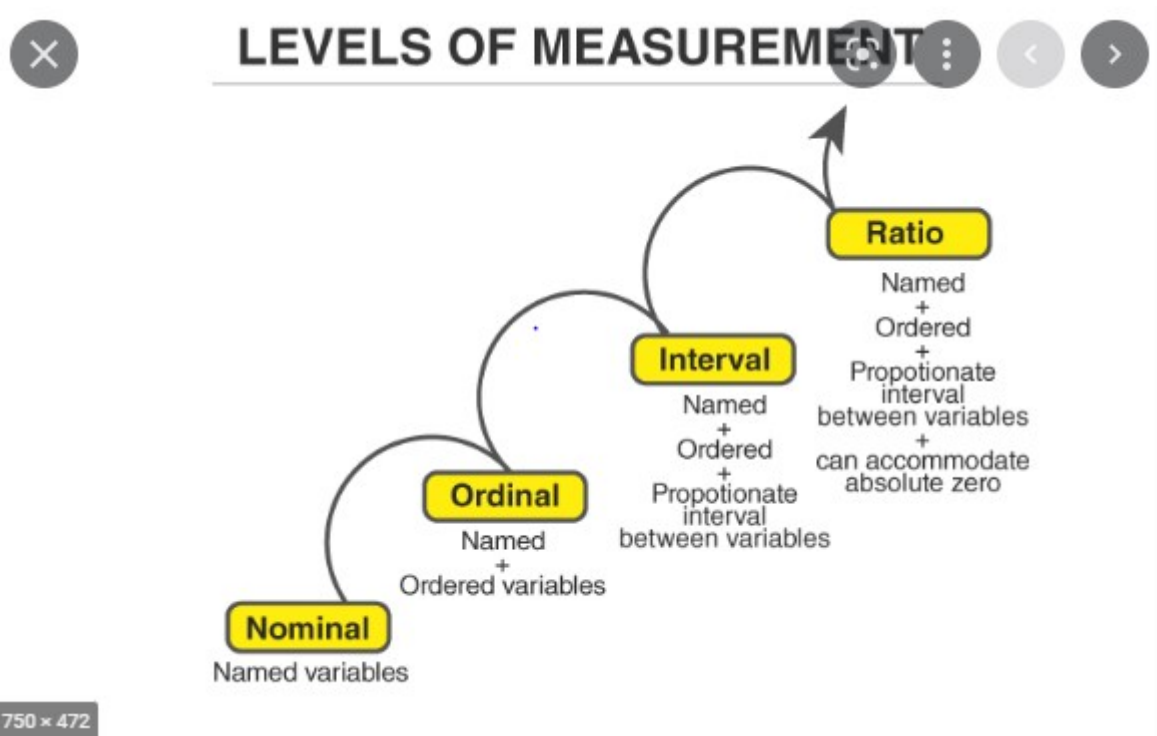 LEVELS OF MEASUREMENT
Ratio
Named
+
Ordered
+
Propotionate
interval
between variables
+
can accommodate
absolute zero
Interval
Named
+
Ordered
+
Propotionate
interval
between variables
Ordinal
Named
+
Ordered variables
Nominal
Named variables
750 × 472